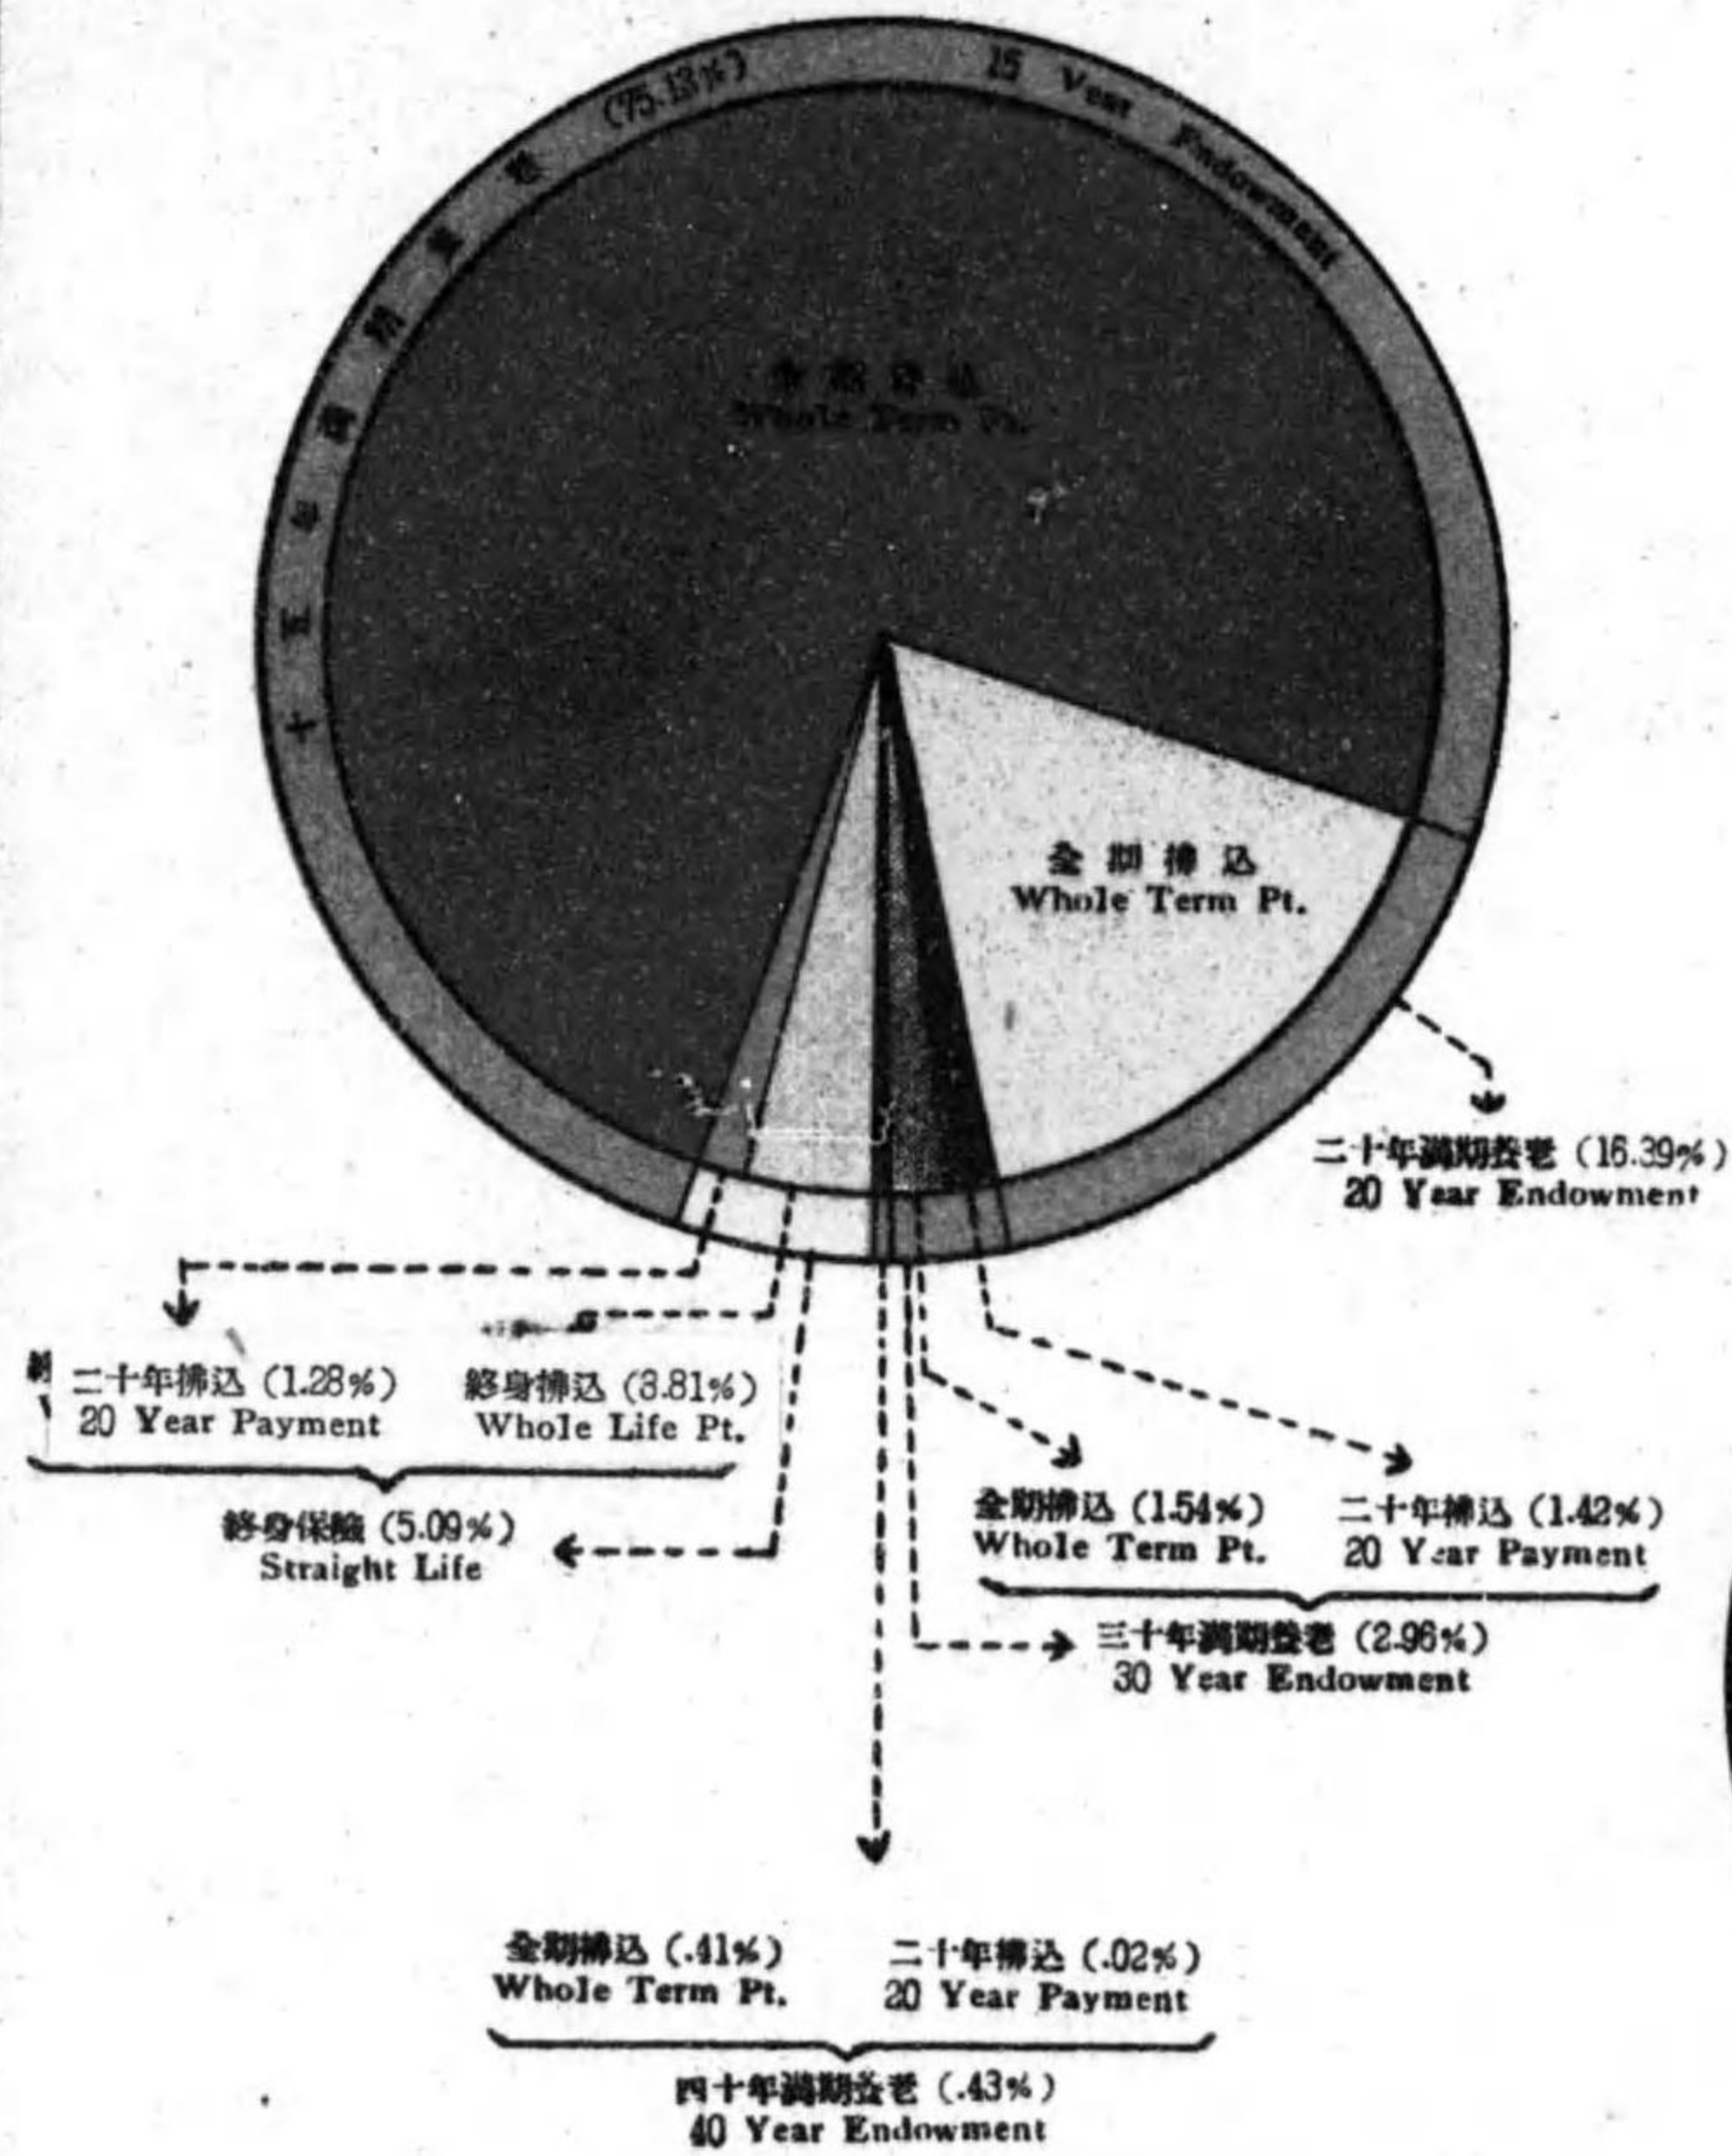 十五年満期養老 (75.13%) 15 Year Endowment
全期拂込
Whole Term Pt.
全期拂込
Whole Term Pt.
二十年満期養老 (16.39%)
20 Year Endowment
二十年拂込 (1.28%)
20 Year Payment
終身拂込 (3.81%)
Whole Life Pt.
終身保險 (5.09%)
Straight Life
全期拂込 (1.54%)
Whole Term Pt.
二十年拂込 (1.42%)
20 Year Payment
三十年満期養老 (2.96%)
30 Year Endowment
全期拂込 (.41%)
Whole Term Pt.
二十年拂込 (.02%)
20 Year Payment
四十年満期養老 (.43%)
40 Year Endowment